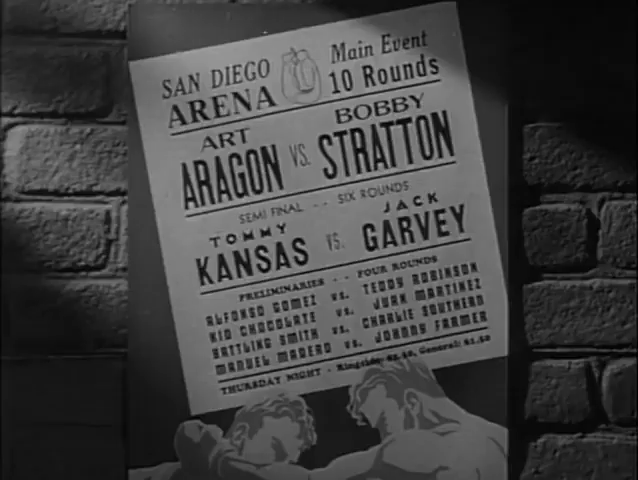 SAN DIEGO
ARENA
Main Event
10 Rounds
ART
ARAGON
VS.
BOBBY
STRATTON
SEMI FINAL -- SIX ROUNDS
TOMMY
KANSAS
VS.
JACK
GARVEY
PRELIMINARIES -- FOUR ROUNDS
ALFONSO GOMEZ vs. TEDDY ROBINSON
KID CHOCOLATE vs. JUAN MARTINEZ
BATTLING SMITH vs. CHARLIE SOUTHERN
MANUEL MADERO vs. JOHNNY FARMER
THURSDAY NIGHT - Ringside: General: $1.50